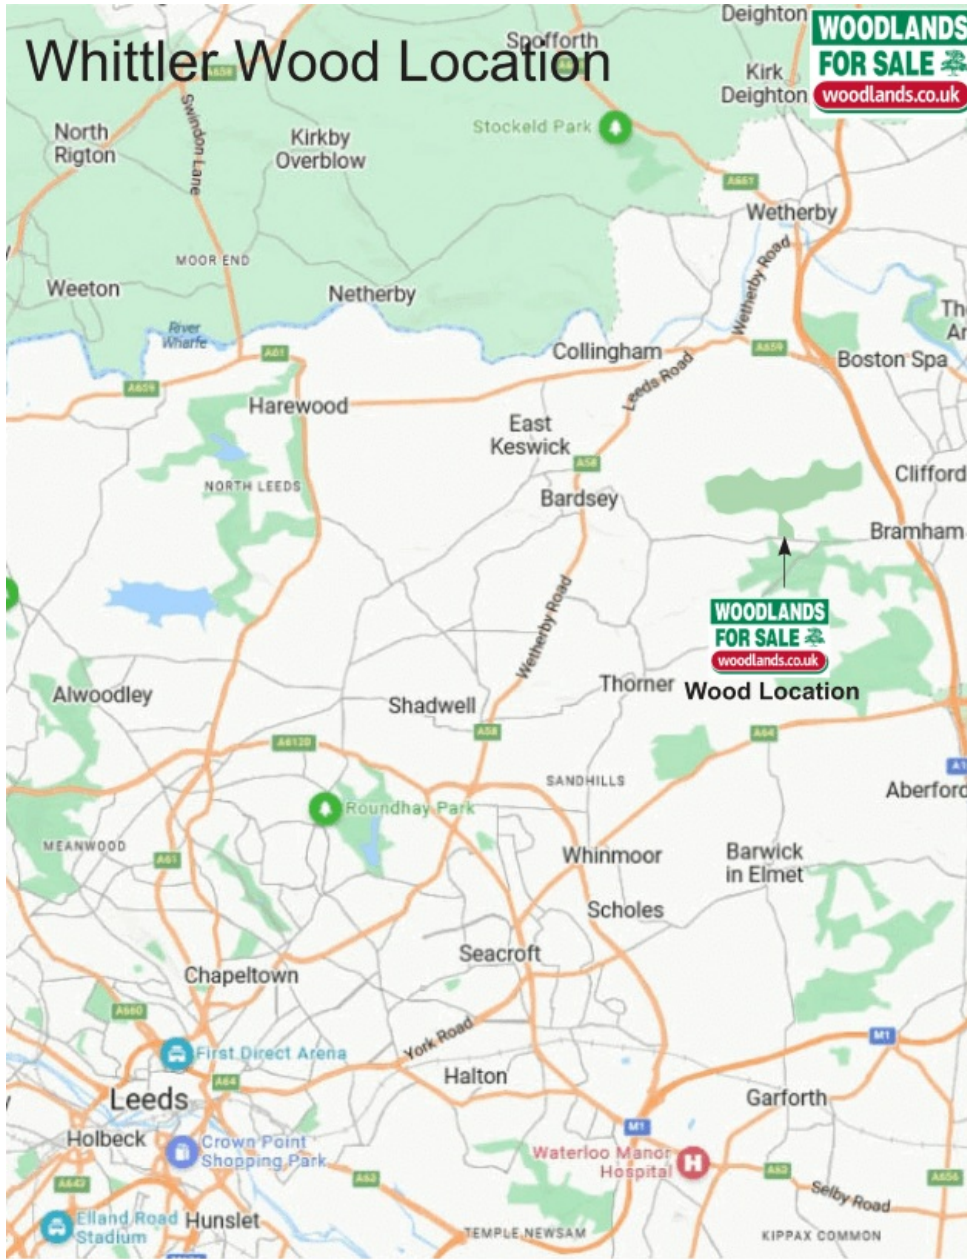 Whittler Wood Location
Spofforth
Deighton
WOODLANDS
FOR SALE
woodlands.co.uk
A658
Kirk
Deighton
Swindon Lane
North
Rigton
Kirkby
Overblow
Stockeld Park
A661
Wetherby
MOOR END
Wetherby Road
Weeton
Netherby
River
Wharfe
A61
Collingham
A659
Boston Spa
A659
Leeds Road
Harewood
East
Keswick
A58
Clifford
NORTH LEEDS
Bardsey
Bramham
Wetherby Road
WOODLANDS
FOR SALE
woodlands.co.uk
Wood Location
Thorner
Alwoodley
Shadwell
A58
A64
A6120
SANDHILLS
A1
Aberford
Roundhay Park
MEANWOOD
A61
Whinmoor
Barwick
in Elmet
Scholes
Seacroft
Chapeltown
A660
York Road
M1
First Direct Arena
A64
Halton
Leeds
Garforth
M1
Holbeck
Crown Point
Shopping Park
Waterloo Manor
Hospital
H
A63
A63
A656
A643
Selby Road
Elland Road
Stadium
Hunslet
TEMPLE NEWSAM
KIPPAX COMMON